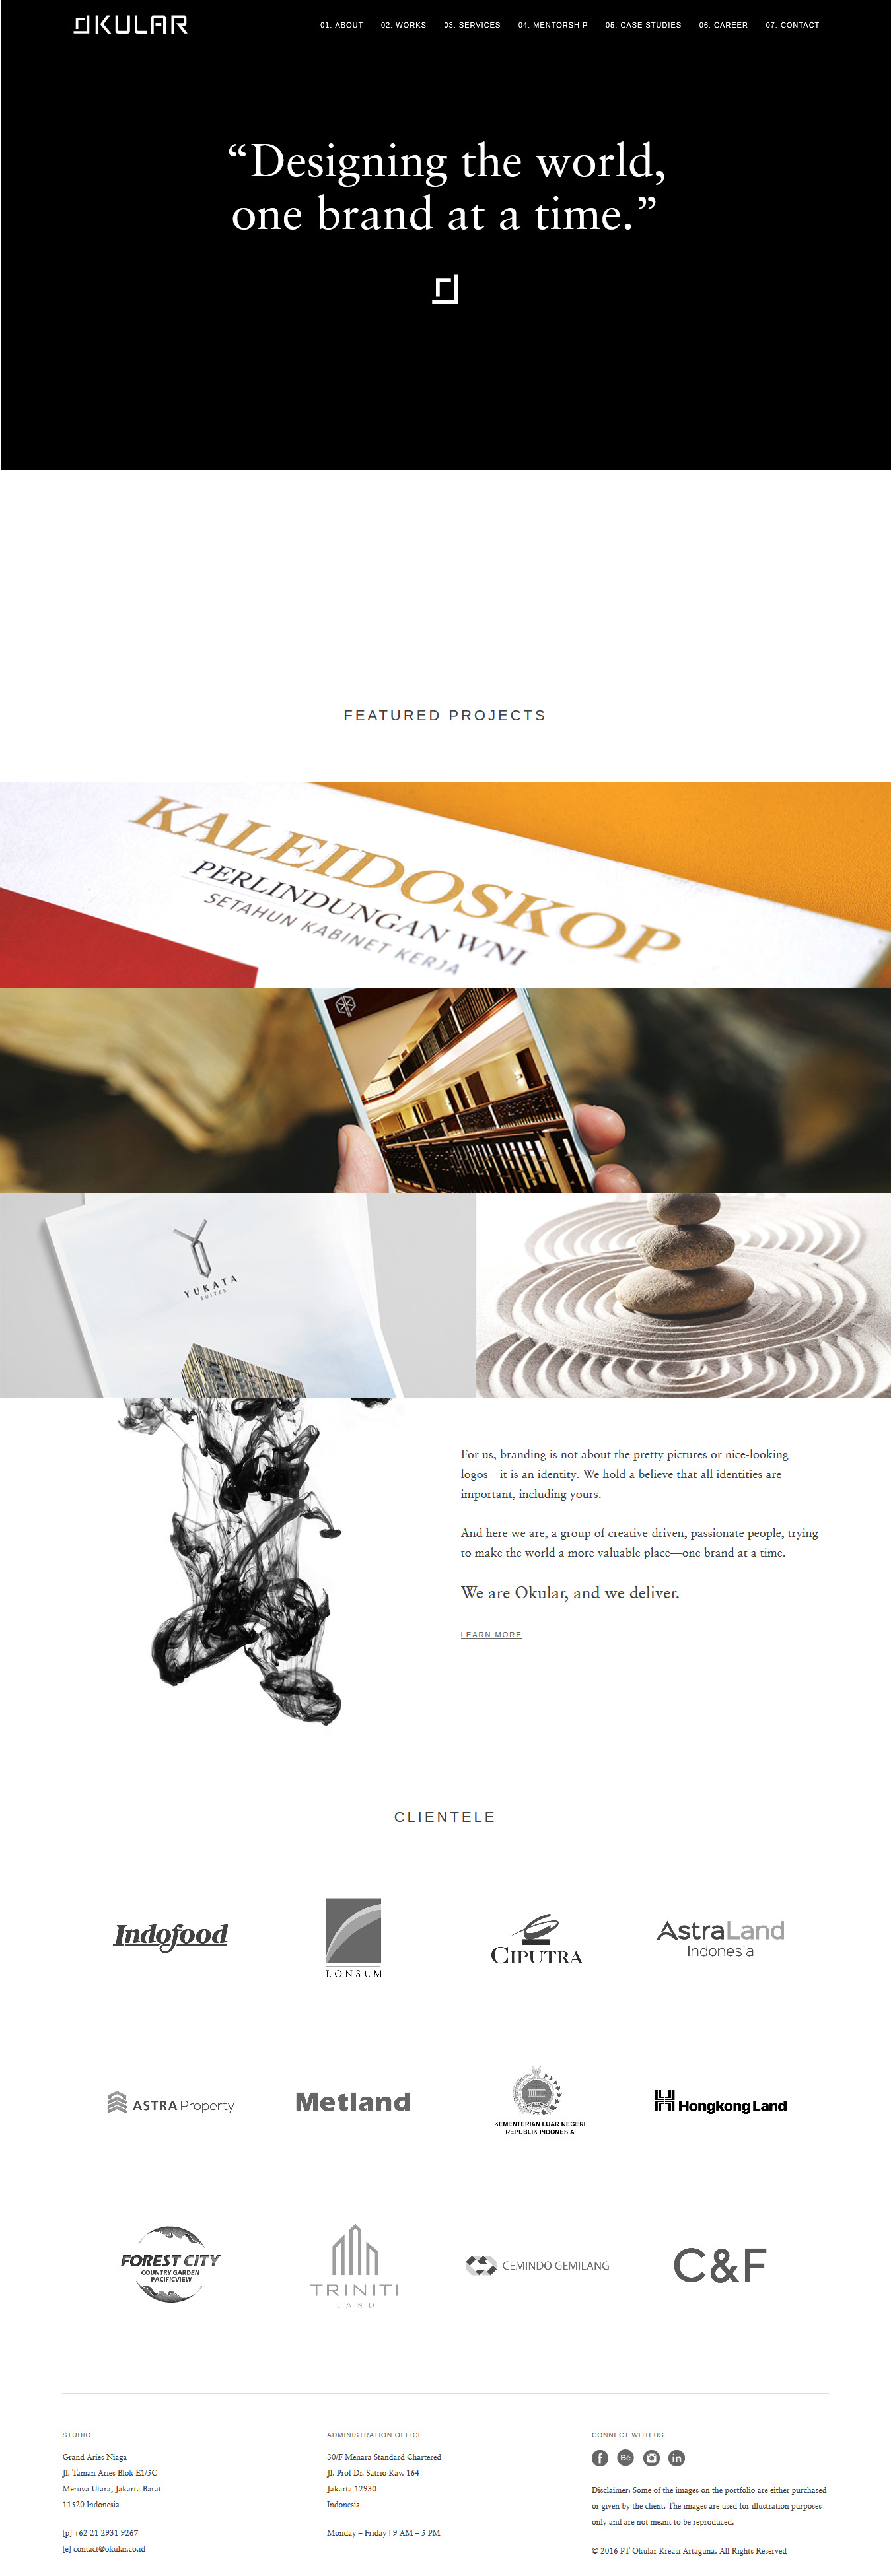 OKULAR
01. ABOUT 02. WORKS 03. SERVICES 04. MENTORSHIP 05. CASE STUDIES 06. CAREER 07. CONTACT
“Designing the world,
one brand at a time.”
FEATURED PROJECTS
KALEIDOSKOP
PERLINDUNGAN WNI
SETAHUN KABINET KERJA
YUKATA
SUITES
For us, branding is not about the pretty pictures or nice-looking
logos—it is an identity. We hold a believe that all identities are
important, including yours.
And here we are, a group of creative-driven, passionate people, trying
to make the world a more valuable place—one brand at a time.
We are Okular, and we deliver.
LEARN MORE
CLIENTELE
Indofood
LONSUM
CIPUTRA
AstraLand
Indonesia
ASTRA Property
Metland
KEMENTERIAN LUAR NEGERI
REPUBLIK INDONESIA
Hongkong Land
FOREST CITY
COUNTRY GARDEN
PACIFICVIEW
TRINITI
LAND
CEMINDO GEMILANG
C&F
STUDIO
Grand Aries Niaga
Jl. Taman Aries Blok E1/5C
Meruya Utara, Jakarta Barat
11520 Indonesia
[p] +62 21 2931 9267
[e] contact@okular.co.id
ADMINISTRATION OFFICE
30/F Menara Standard Chartered
Jl. Prof Dr. Satrio Kav. 164
Jakarta 12930
Indonesia
Monday – Friday | 9 AM – 5 PM
CONNECT WITH US
f Bē in
Disclaimer: Some of the images on the portfolio are either purchased
or given by the client. The images are used for illustration purposes
only and are not meant to be reproduced.
© 2016 PT Okular Kreasi Artaguna. All Rights Reserved